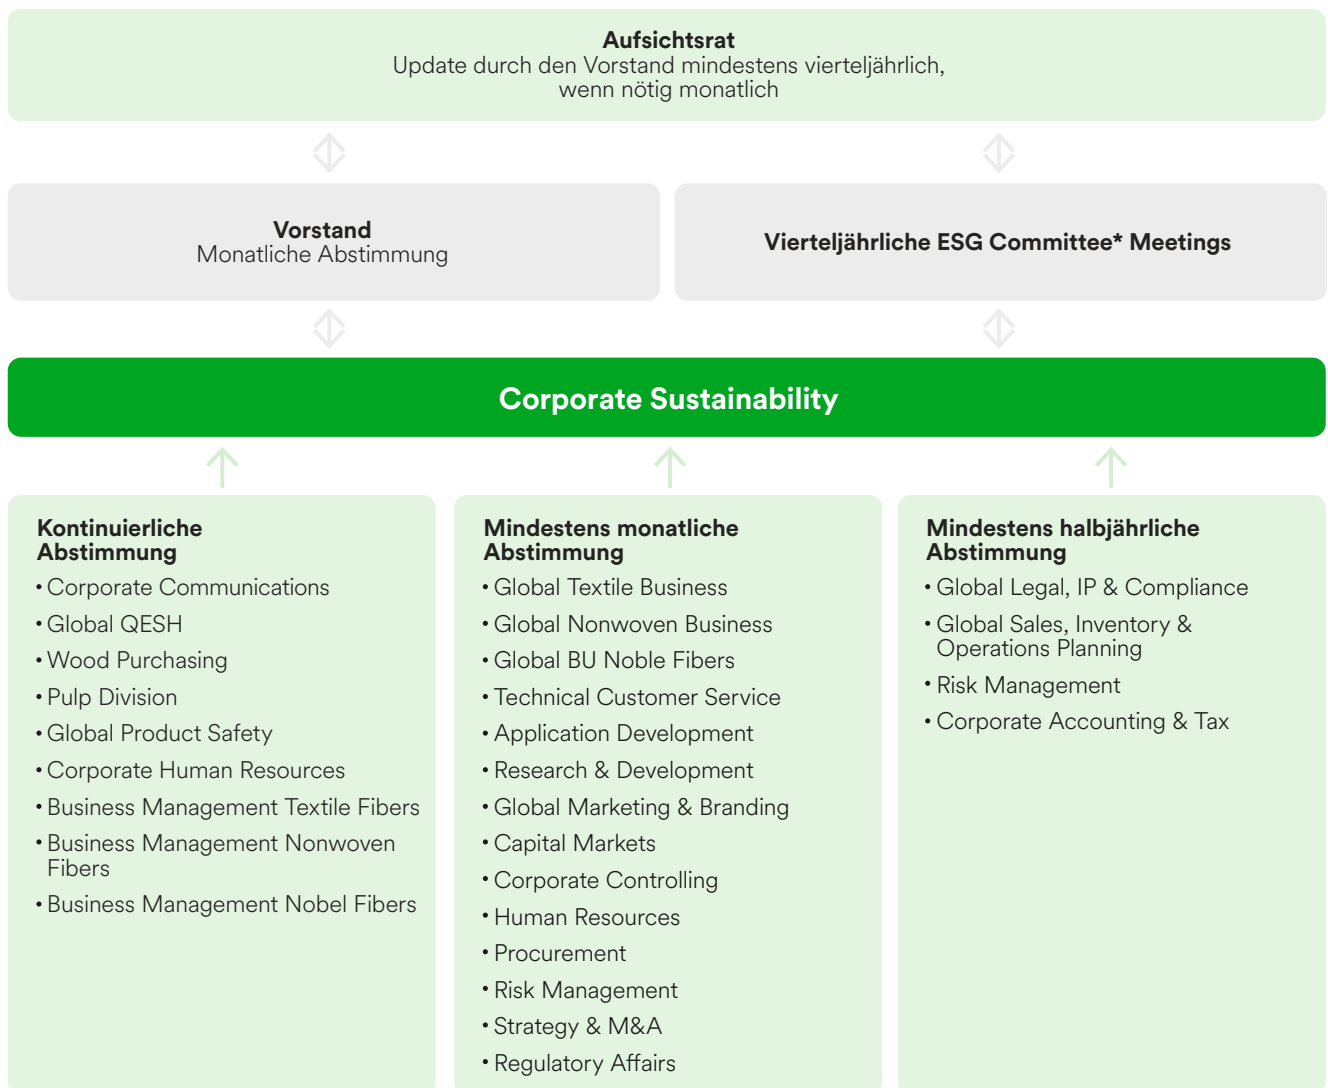 Aufsichtsrat
Update durch den Vorstand mindestens vierteljährlich,
wenn nötig monatlich
Vorstand
Monatliche Abstimmung
Vierteljährliche ESG Committee* Meetings
Corporate Sustainability
Kontinuierliche
Abstimmung
• Corporate Communications
• Global QESH
• Wood Purchasing
• Pulp Division
• Global Product Safety
• Corporate Human Resources
• Business Management Textile Fibers
• Business Management Nonwoven
Fibers
• Business Management Nobel Fibers
Mindestens monatliche
Abstimmung
• Global Textile Business
• Global Nonwoven Business
• Global BU Noble Fibers
• Technical Customer Service
• Application Development
• Research & Development
• Global Marketing & Branding
• Capital Markets
• Corporate Controlling
• Human Resources
• Procurement
• Risk Management
• Strategy & M&A
• Regulatory Affairs
Mindestens halbjährliche
Abstimmung
• Global Legal, IP & Compliance
• Global Sales, Inventory &
Operations Planning
• Risk Management
• Corporate Accounting & Tax